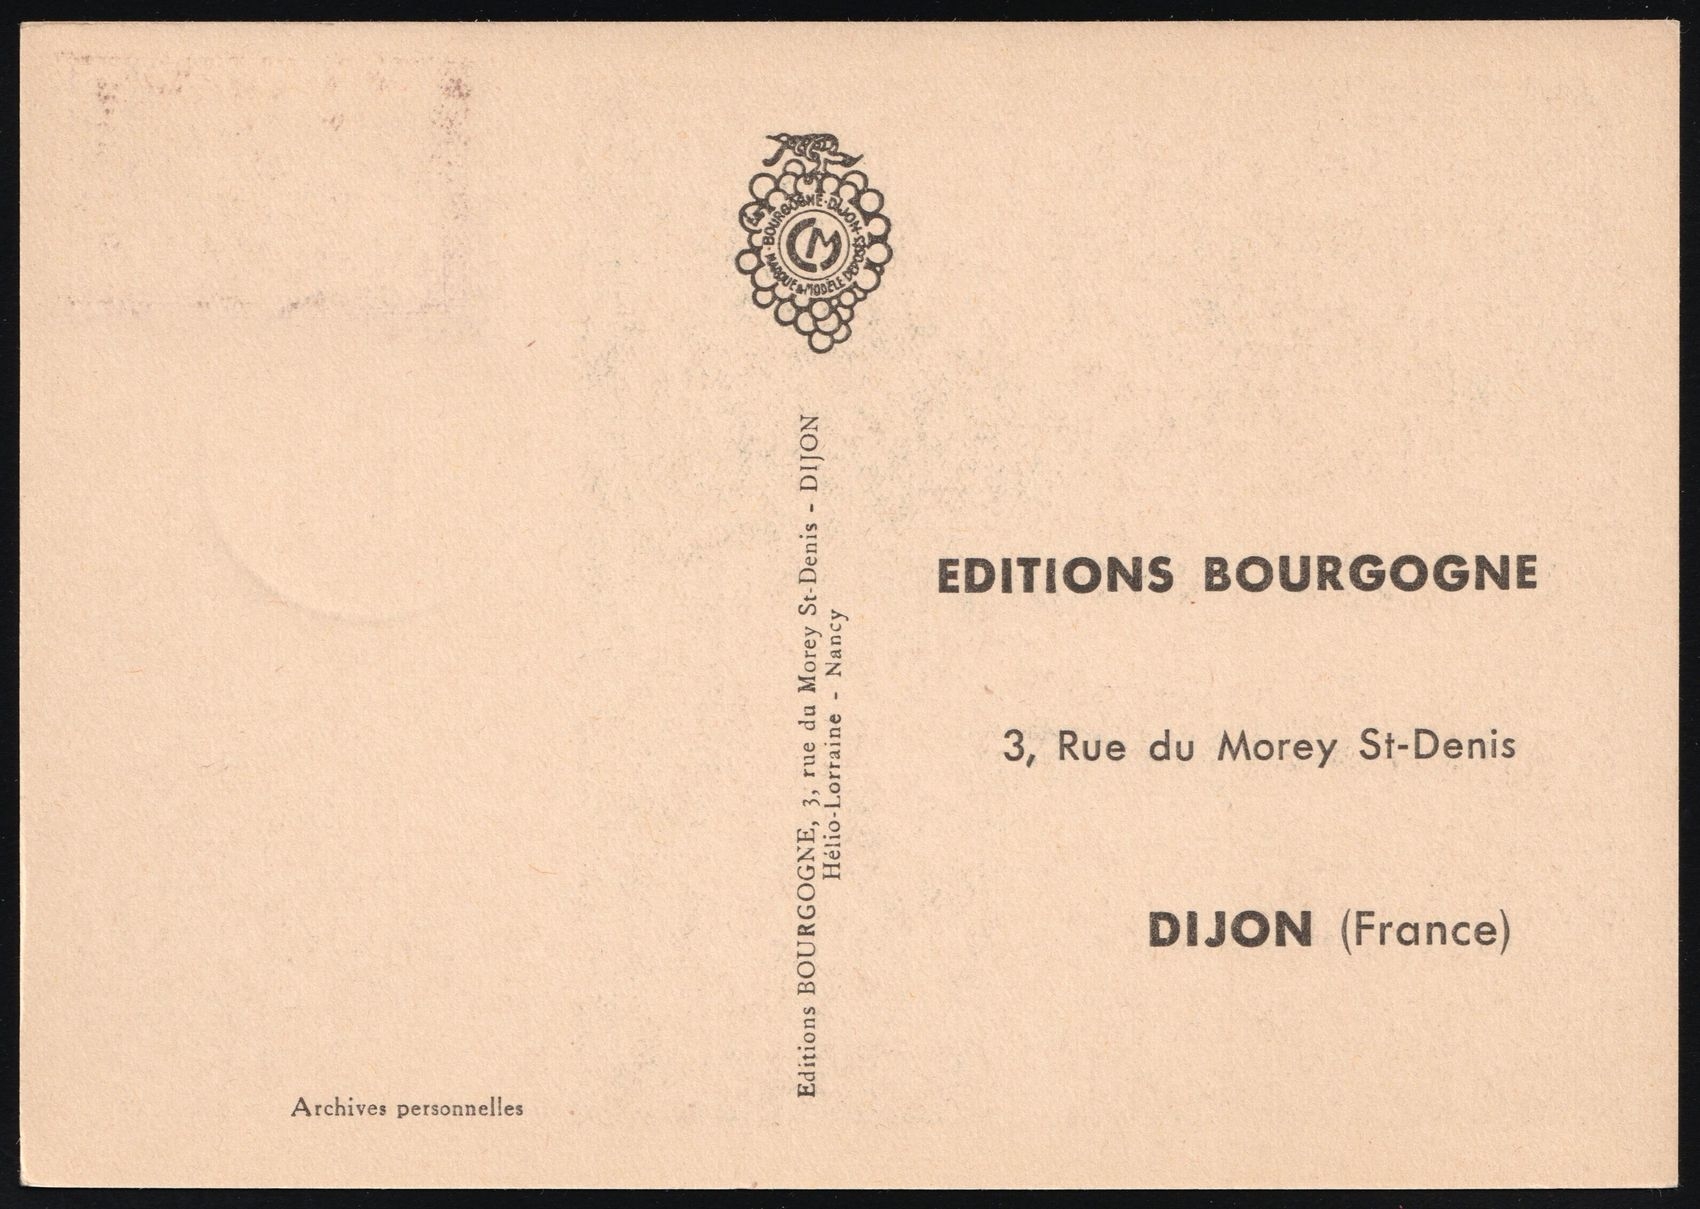 Éd. BOURGOGNE · DIJON
MARQUE & MODÈLE DÉPOSÉS
CM
Editions BOURGOGNE, 3, rue du Morey St-Denis - DIJON
Hélio-Lorraine - Nancy
EDITIONS BOURGOGNE
3, Rue du Morey St-Denis
DIJON (France)
Archives personnelles